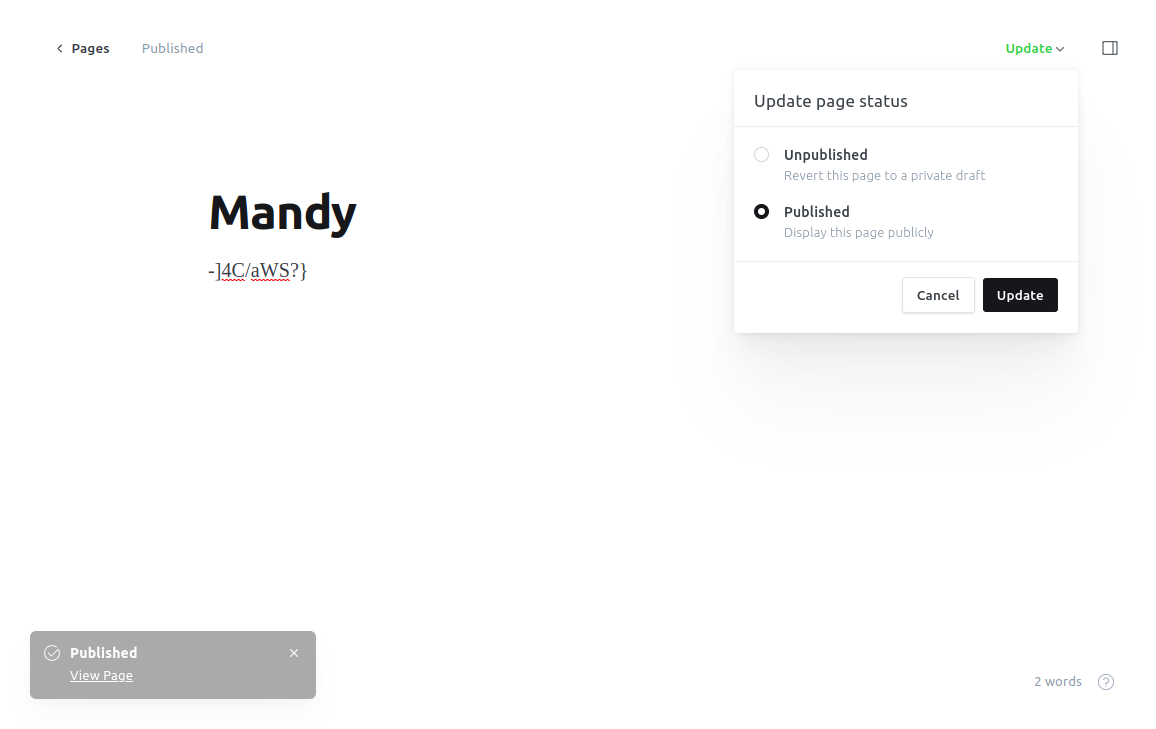 Pages
Published
Update
Update page status
Unpublished
Revert this page to a private draft
Published
Display this page publicly
Cancel
Update
Mandy
-]4C/aWS?}
Published
View Page
2 words
?